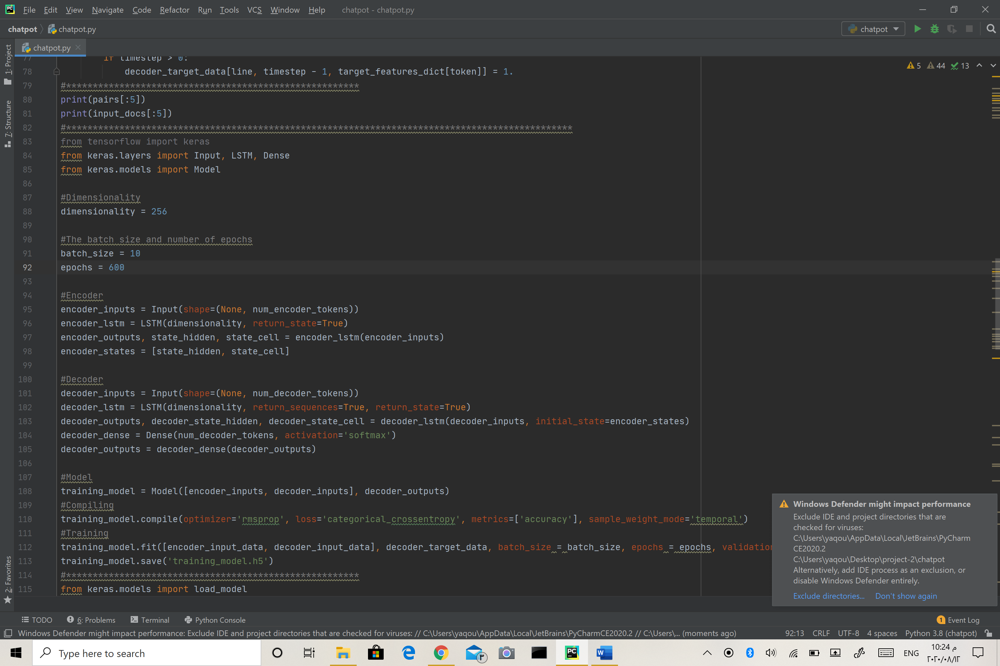 File Edit View Navigate Code Refactor Run Tools VCS Window Help chatpot - chatpot.py
chatpot chatpot.py chatpot
chatpot.py
1: Project
7: Structure
2: Favorites
5 44 13
77 if timestep > 0:
78 decoder_target_data[line, timestep - 1, target_features_dict[token]] = 1.
79 #*******************************************************
80 print(pairs[:5])
81 print(input_docs[:5])
82 #***********************************************************************************************
83 from tensorflow import keras
84 from keras.layers import Input, LSTM, Dense
85 from keras.models import Model
86
87 #Dimensionality
88 dimensionality = 256
89
90 #The batch size and number of epochs
91 batch_size = 10
92 epochs = 600
93
94 #Encoder
95 encoder_inputs = Input(shape=(None, num_encoder_tokens))
96 encoder_lstm = LSTM(dimensionality, return_state=True)
97 encoder_outputs, state_hidden, state_cell = encoder_lstm(encoder_inputs)
98 encoder_states = [state_hidden, state_cell]
99
100 #Decoder
101 decoder_inputs = Input(shape=(None, num_decoder_tokens))
102 decoder_lstm = LSTM(dimensionality, return_sequences=True, return_state=True)
103 decoder_outputs, decoder_state_hidden, decoder_state_cell = decoder_lstm(decoder_inputs, initial_state=encoder_states)
104 decoder_dense = Dense(num_decoder_tokens, activation='softmax')
105 decoder_outputs = decoder_dense(decoder_outputs)
106
107 #Model
108 training_model = Model([encoder_inputs, decoder_inputs], decoder_outputs)
109 #Compiling
110 training_model.compile(optimizer='rmsprop', loss='categorical_crossentropy', metrics=['accuracy'], sample_weight_mode='temporal')
111 #Training
112 training_model.fit([encoder_input_data, decoder_input_data], decoder_target_data, batch_size = batch_size, epochs = epochs, validation
113 training_model.save('training_model.h5')
114 #*******************************************************
115 from keras.models import load_model
Windows Defender might impact performance
Exclude IDE and project directories that are
checked for viruses:
C:\Users\yaqou\AppData\Local\JetBrains\PyCharm
CE2020.2
C:\Users\yaqou\Desktop\project-2\chatpot
Alternatively, add IDE process as an exclusion, or
disable Windows Defender entirely.
Exclude directories... Don't show again
TODO 6: Problems Terminal Python Console 1 Event Log
Windows Defender might impact performance: Exclude IDE and project directories that are checked for viruses: // C:\Users\yaqou\AppData\Local\JetBrains\PyCharmCE2020.2 // C:\Users\... (moments ago) 92:13 CRLF UTF-8 4 spaces Python 3.8 (chatpot)
Type here to search ٣ ENG 10:24 م
٢٠٢٠/٠٨/١٢